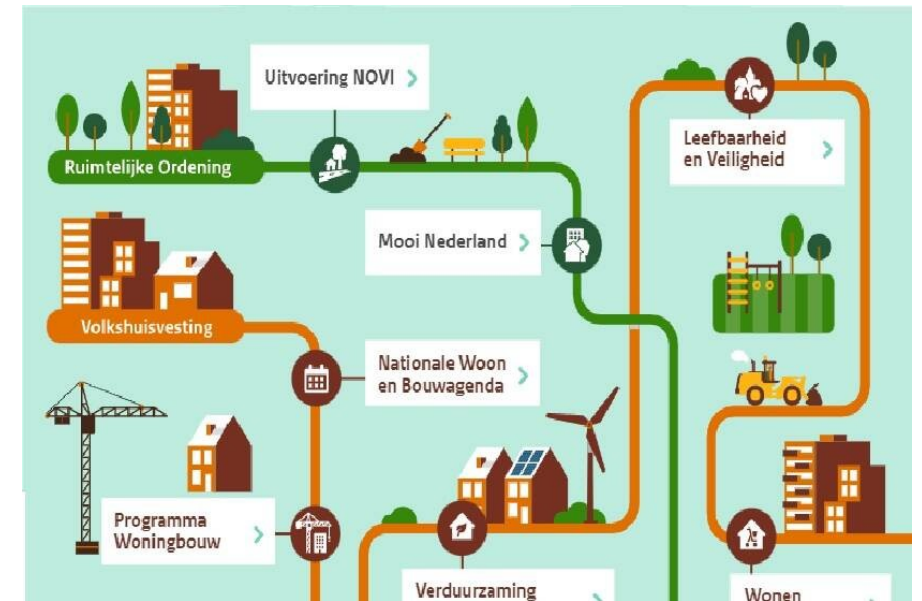 Uitvoering NOVI
Ruimtelijke Ordening
Leefbaarheid
en Veiligheid
Mooi Nederland
Volkshuisvesting
Nationale Woon
en Bouwagenda
Programma
Woningbouw
Verduurzaming
Wonen